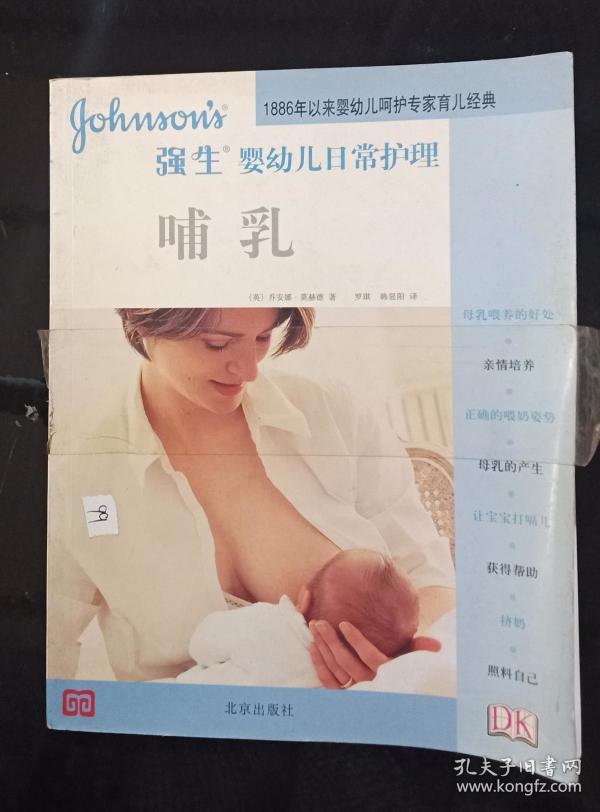 Johnson's®
1886年以来婴幼儿呵护专家育儿经典
强生® 婴幼儿日常护理
哺乳
（英）乔安娜·莫赫德 著 罗琪 韩显阳 译
母乳喂养的好处
亲情培养
正确的喂奶姿势
母乳的产生
让宝宝打嗝儿
获得帮助
挤奶
照料自己
北京出版社
DK
孔夫子旧书网